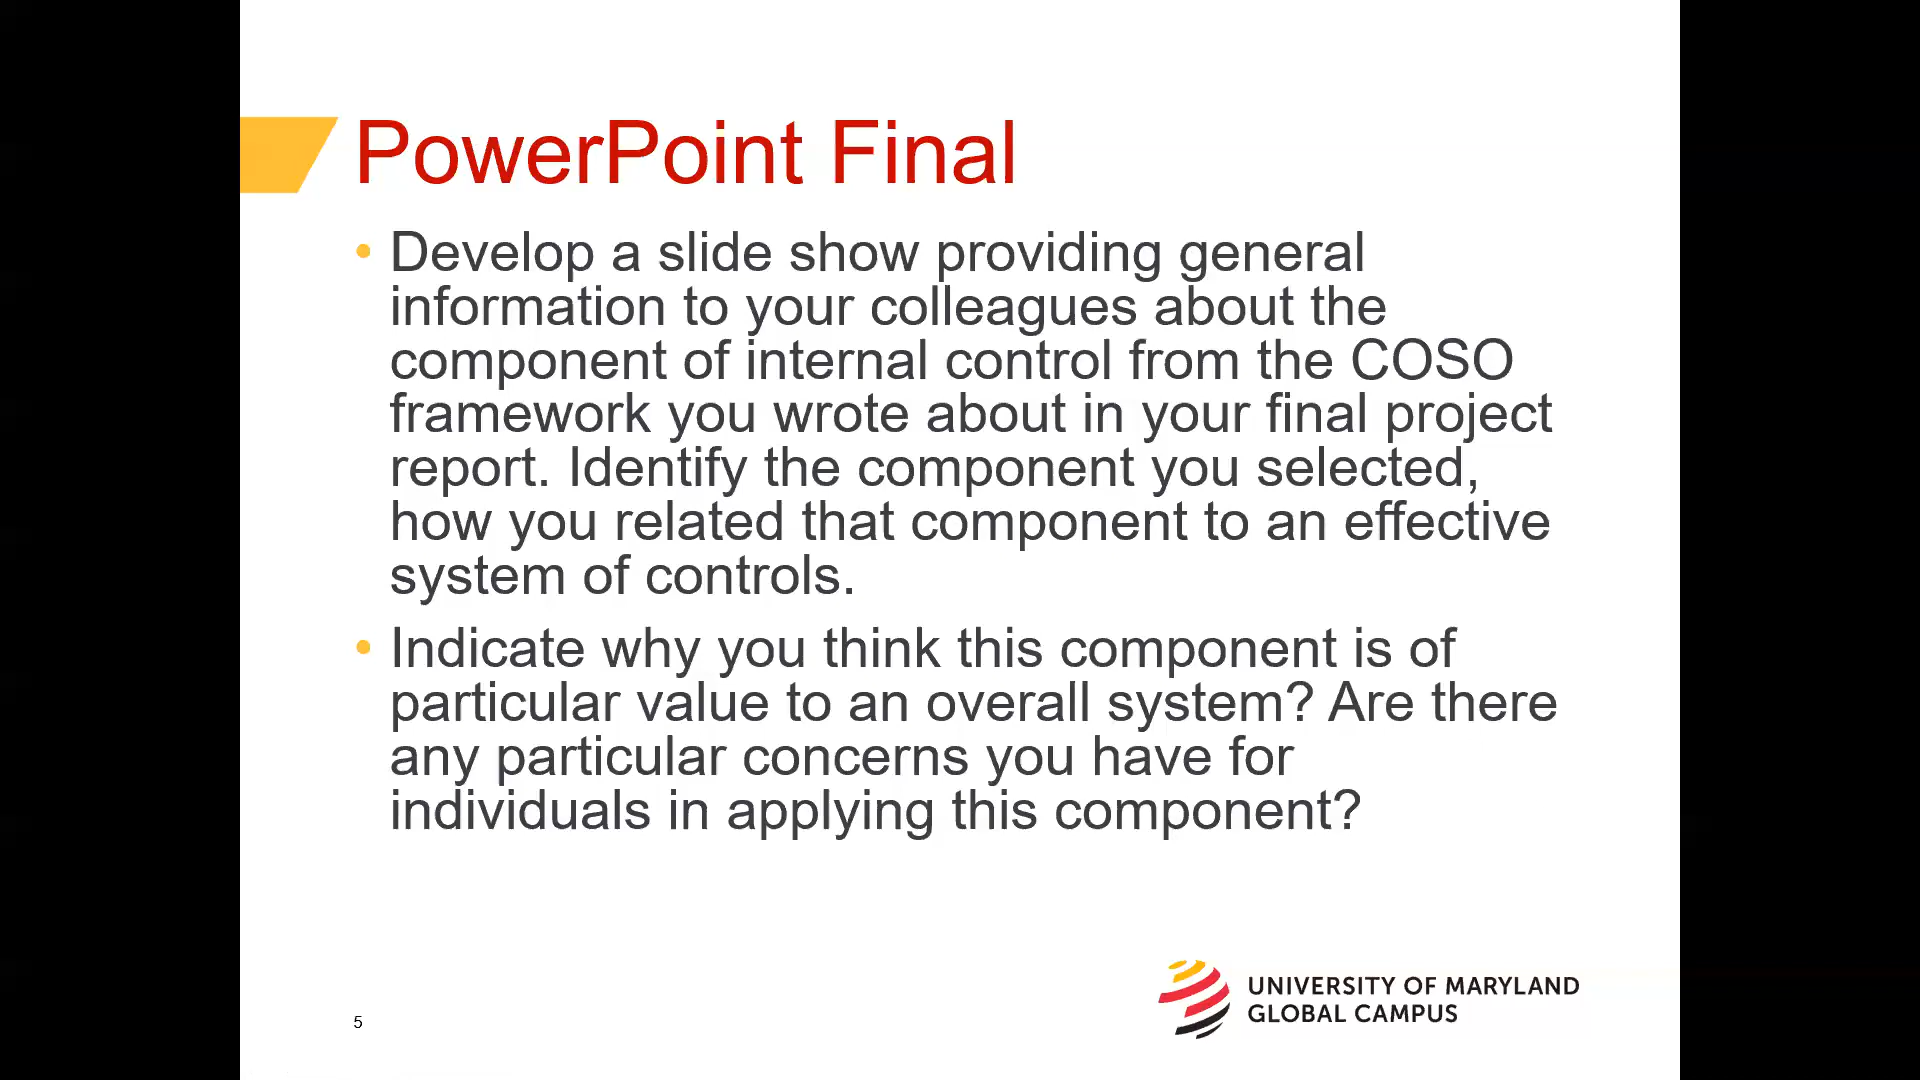 PowerPoint Final
• Develop a slide show providing general
information to your colleagues about the
component of internal control from the COSO
framework you wrote about in your final project
report. Identify the component you selected,
how you related that component to an effective
system of controls.
• Indicate why you think this component is of
particular value to an overall system? Are there
any particular concerns you have for
individuals in applying this component?
UNIVERSITY OF MARYLAND
GLOBAL CAMPUS
5